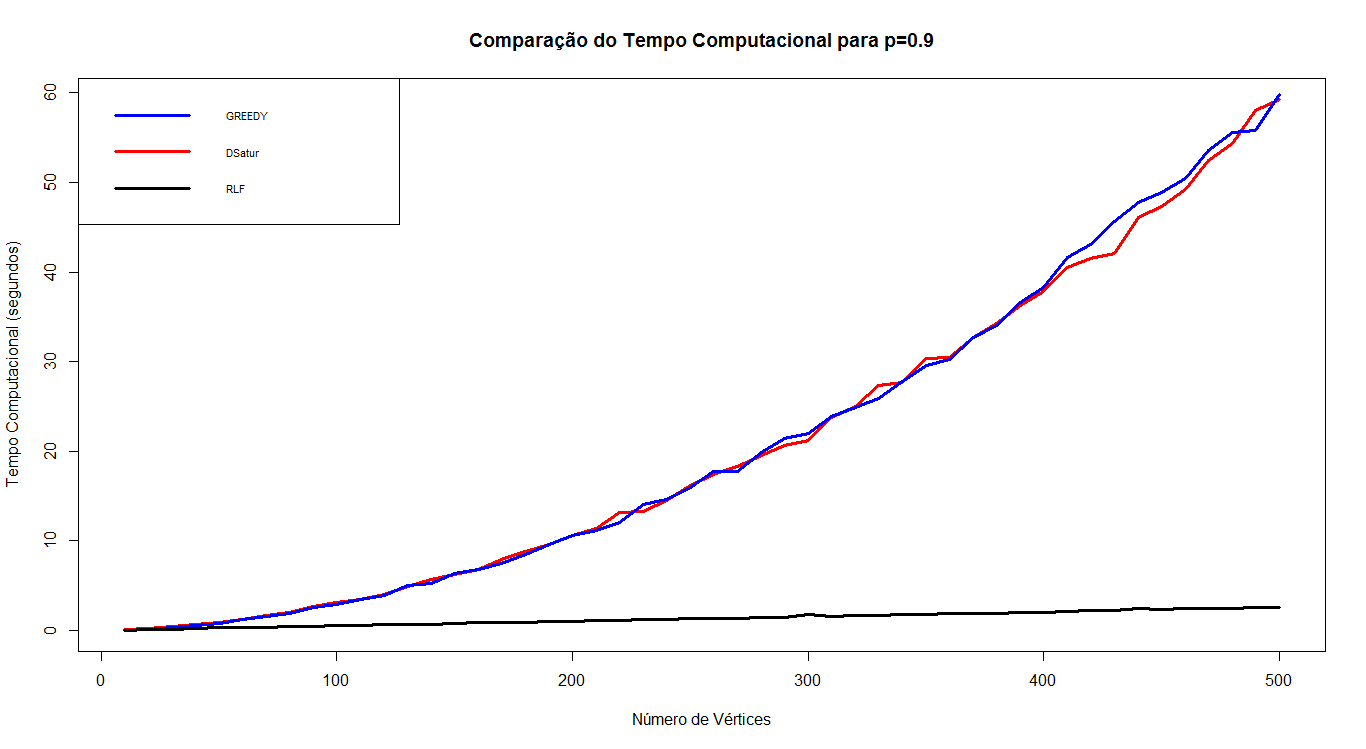 Comparação do Tempo Computacional para p=0.9
GREEDY
DSatur
RLF
Tempo Computacional (segundos)
60
50
40
30
20
10
0
0 100 200 300 400 500
Número de Vértices